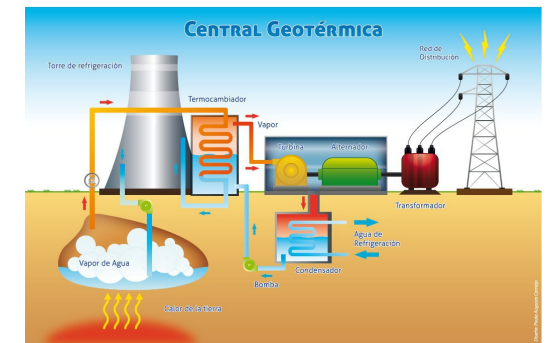 Central Geotérmica
Red de
Distribución
Torre de refrigeración
Termocambiador
Vapor
Turbina
Alternador
Transformador
Agua de
Refrigeración
Vapor de Agua
Condensador
Bomba
Calor de la tierra